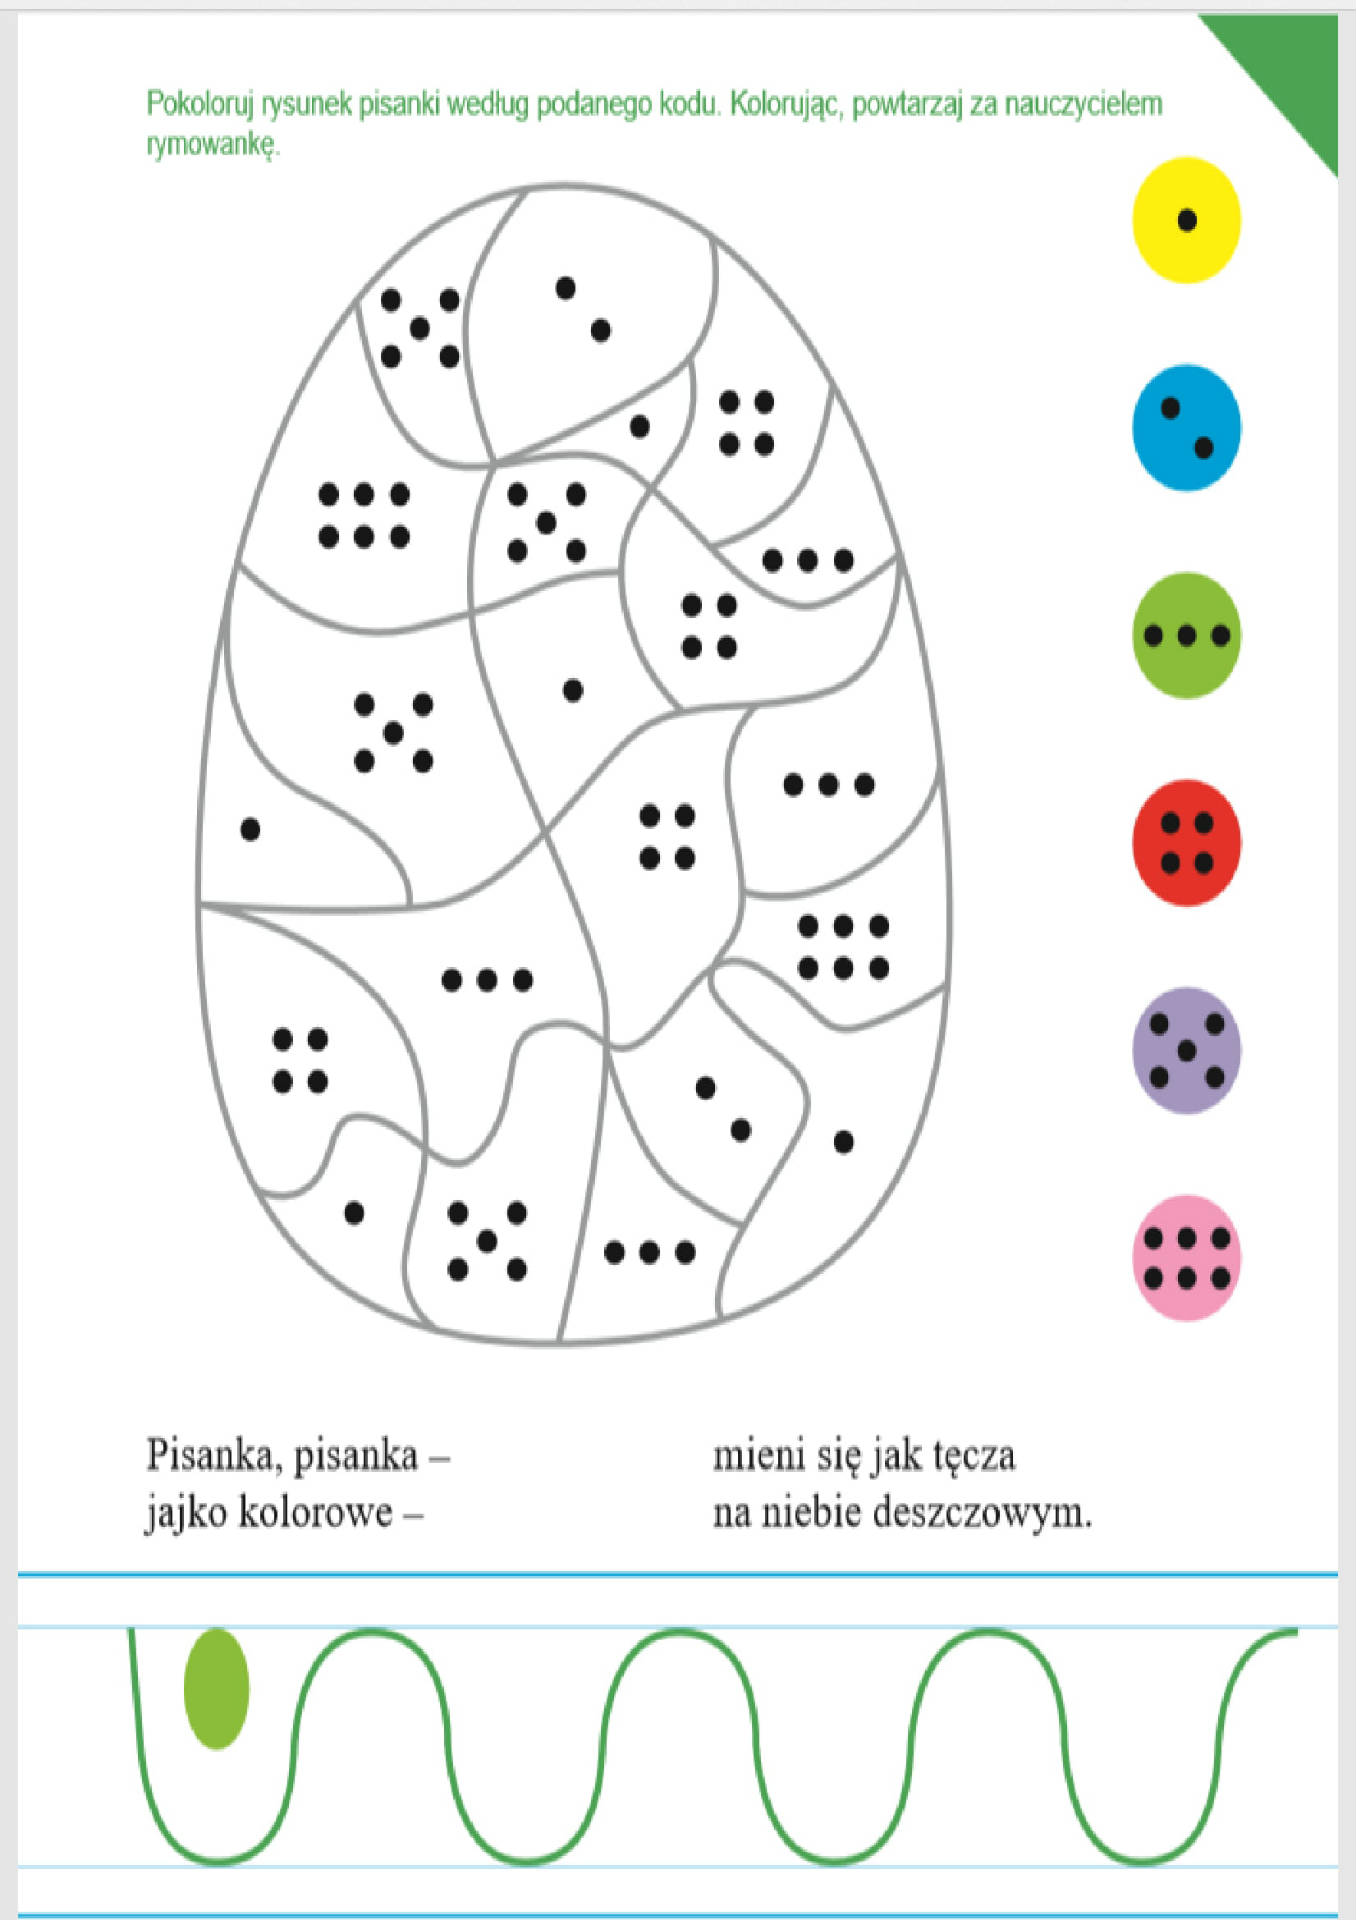 Pokoloruj rysunek pisanki według podanego kodu. Kolorując, powtarzaj za nauczycielem
rymowankę.
Pisanka, pisanka –
jajko kolorowe –
mieni się jak tęcza
na niebie deszczowym.